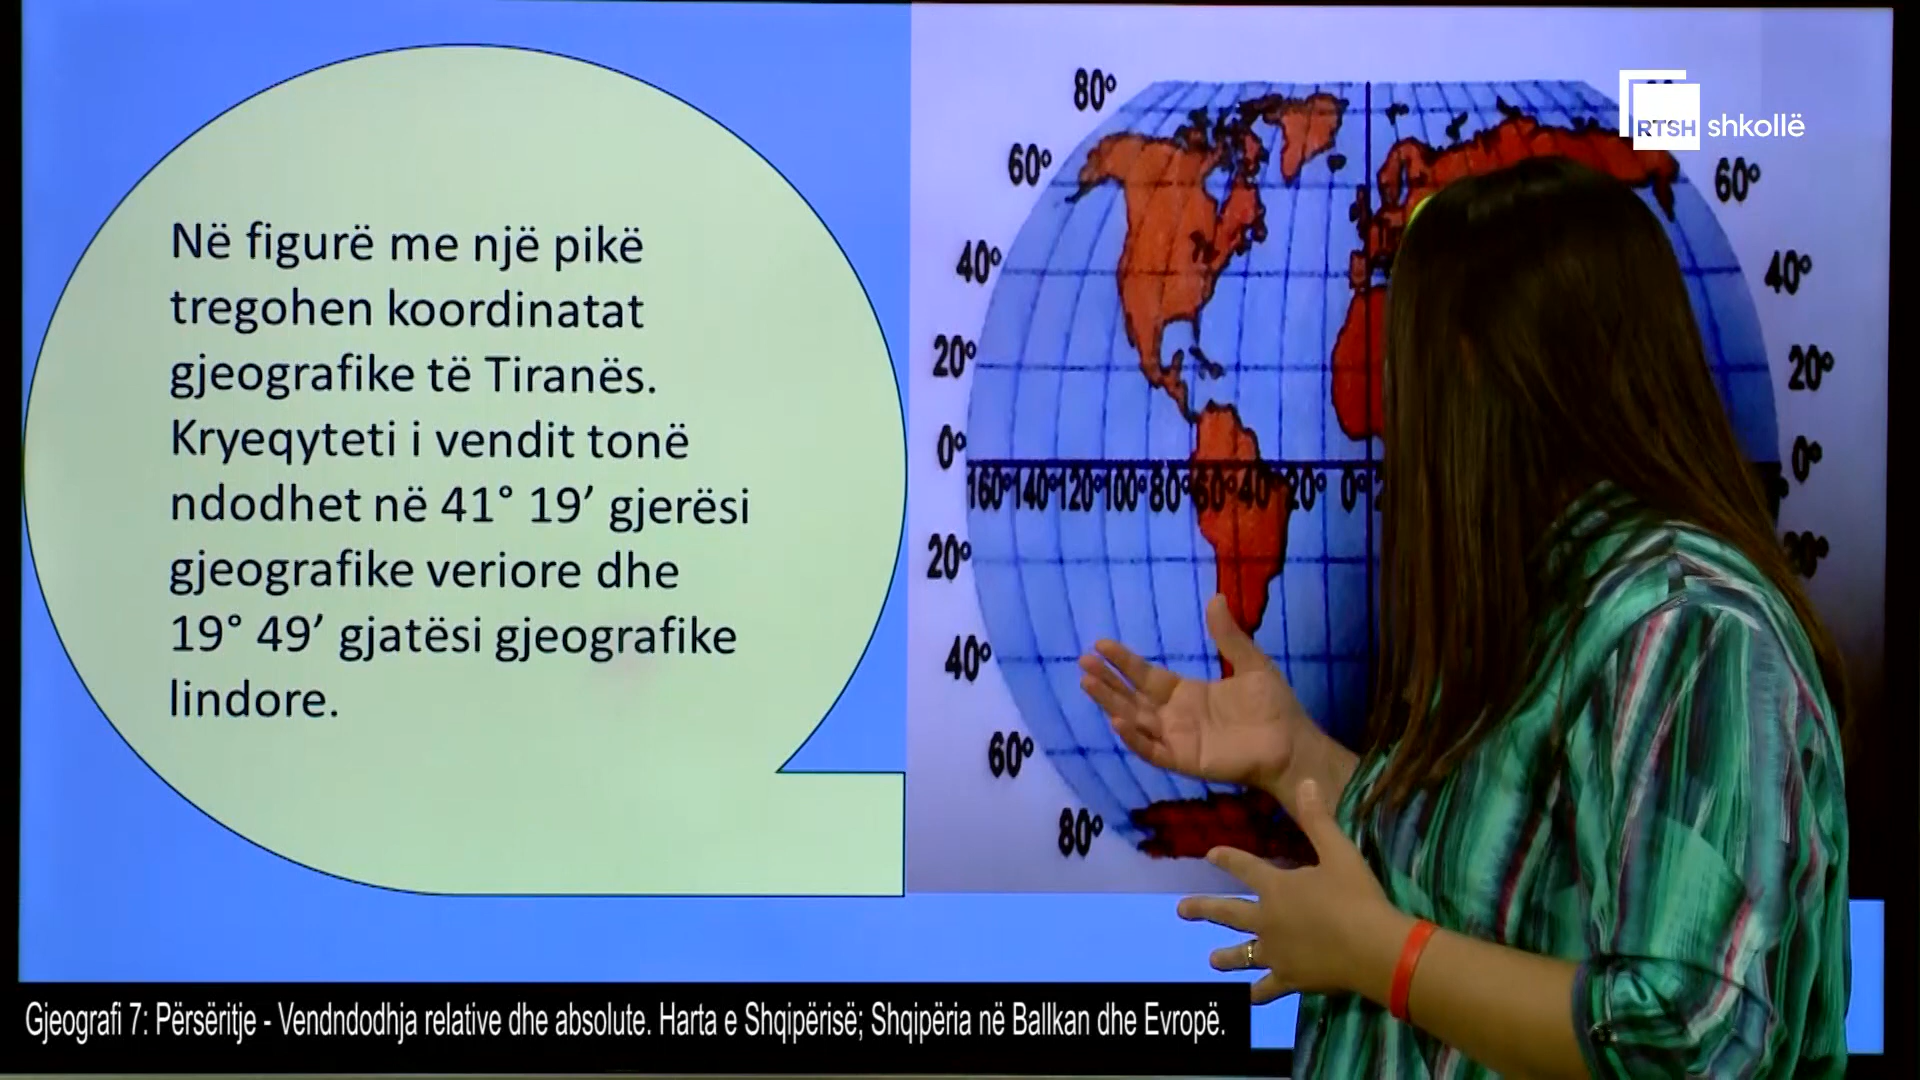 Në figurë me një pikë
tregohen koordinatat
gjeografike të Tiranës.
Kryeqyteti i vendit tonë
ndodhet në 41° 19’ gjerësi
gjeografike veriore dhe
19° 49’ gjatësi gjeografike
lindore.
80°
60°
60°
40°
40°
20°
20°
0°
0°
160° 140° 120° 100° 80° 60° 40° 20° 0°
20°
20°
40°
60°
80°
RTSH shkollë
Gjeografi 7: Përsëritje - Vendndodhja relative dhe absolute. Harta e Shqipërisë; Shqipëria në Ballkan dhe Evropë.